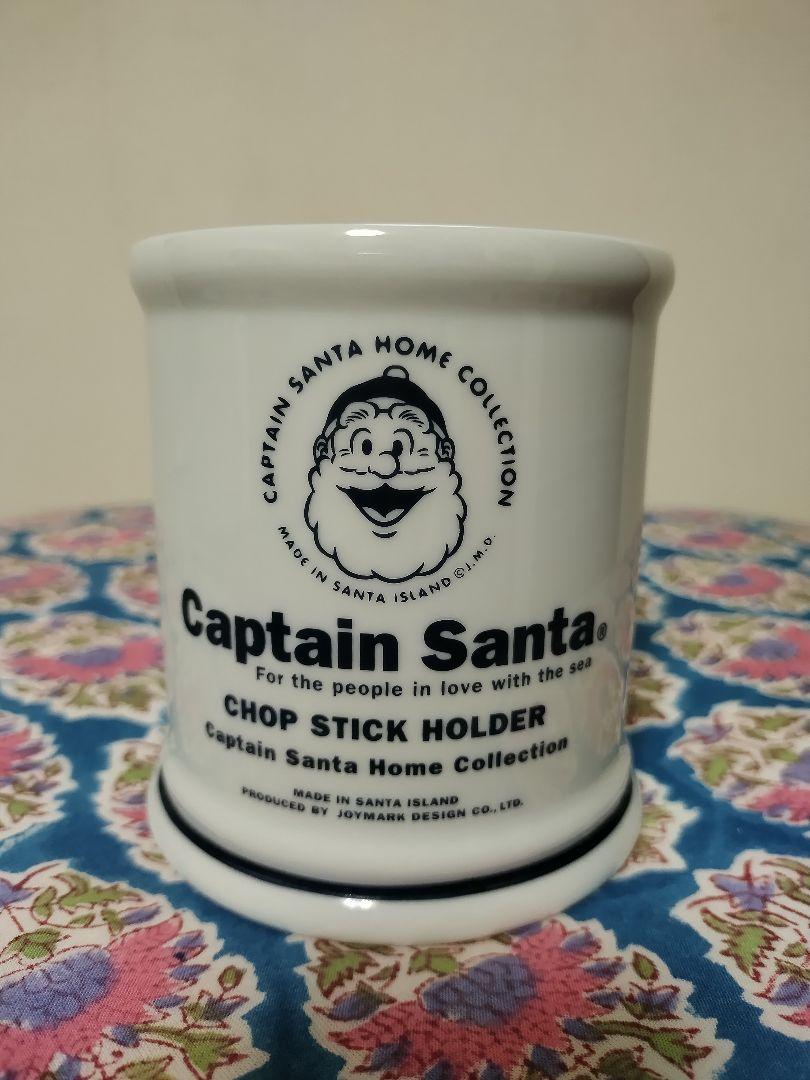 CAPTAIN SANTA HOME COLLECTION
MADE IN SANTA ISLAND © J.M.D.
Captain Santa®
For the people in love with the sea
CHOP STICK HOLDER
Captain Santa Home Collection
MADE IN SANTA ISLAND
PRODUCED BY JOYMARK DESIGN CO., LTD.